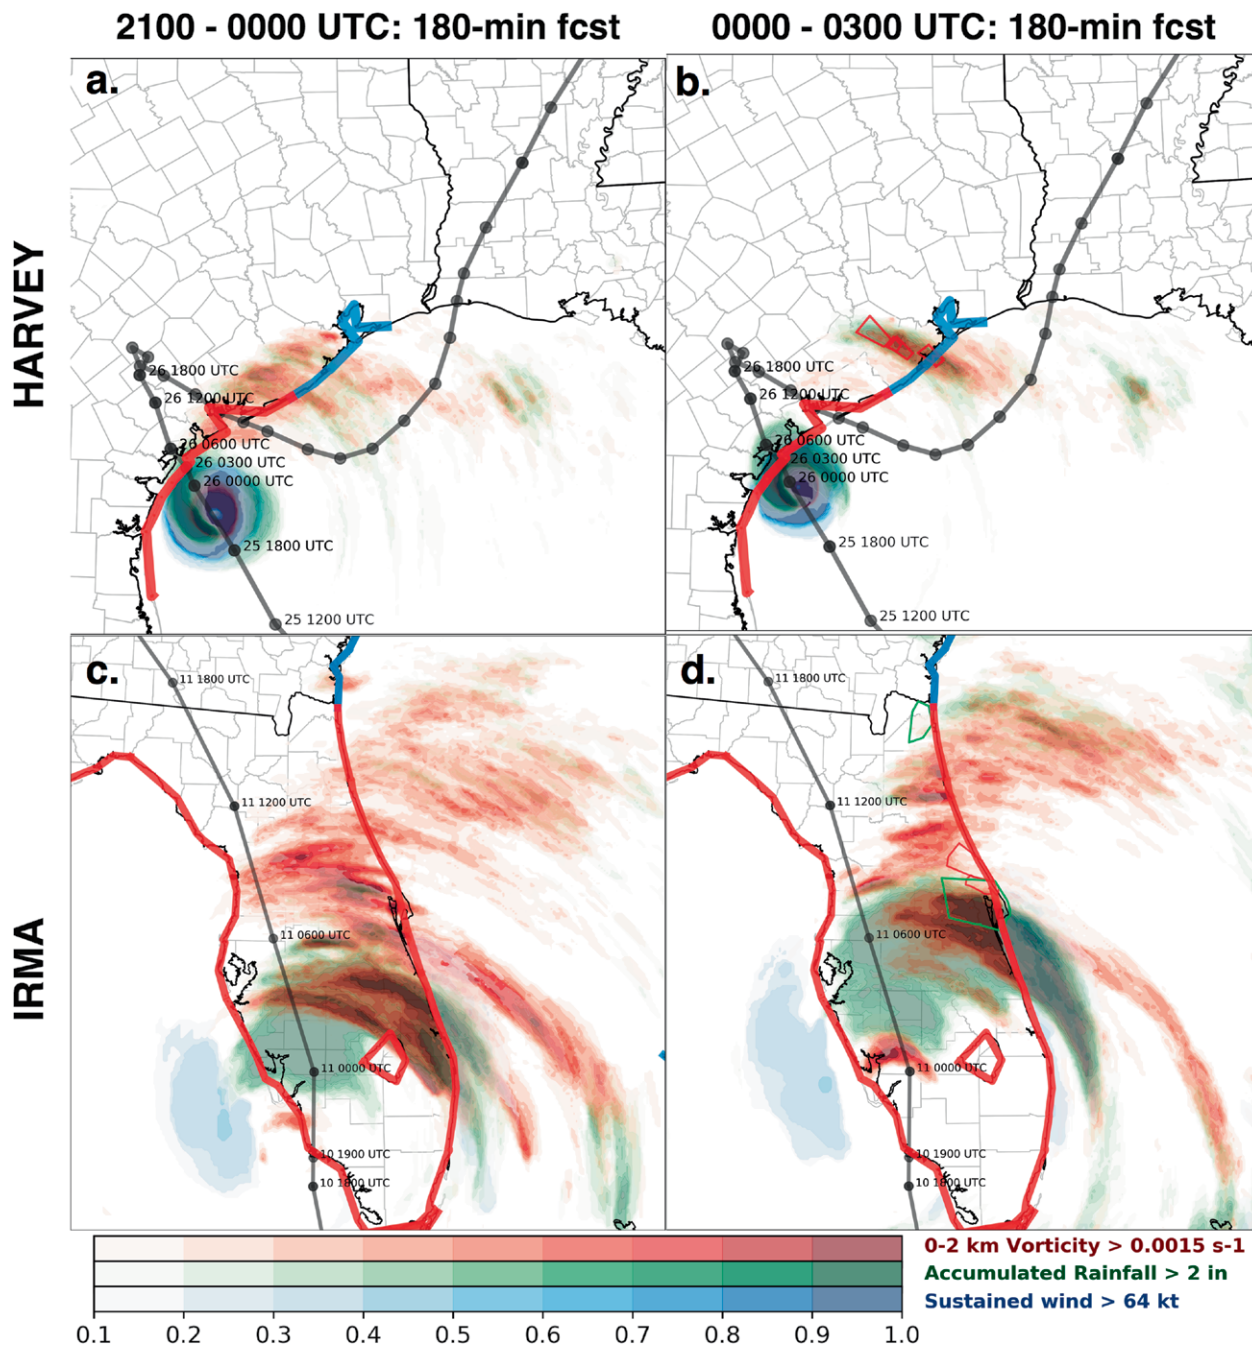 2100 - 0000 UTC: 180-min fcst
0000 - 0300 UTC: 180-min fcst
HARVEY
a.
26 1800 UTC
26 1200 UTC
26 0600 UTC
26 0300 UTC
26 0000 UTC
25 1800 UTC
25 1200 UTC
b.
26 1800 UTC
26 1200 UTC
26 0600 UTC
26 0300 UTC
26 0000 UTC
25 1800 UTC
25 1200 UTC
IRMA
c.
11 1800 UTC
11 1200 UTC
11 0600 UTC
11 0000 UTC
10 1900 UTC
10 1800 UTC
d.
11 1800 UTC
11 1200 UTC
11 0600 UTC
11 0000 UTC
10 1900 UTC
10 1800 UTC
0-2 km Vorticity > 0.0015 s-1
Accumulated Rainfall > 2 in
Sustained wind > 64 kt
0.1 0.2 0.3 0.4 0.5 0.6 0.7 0.8 0.9 1.0